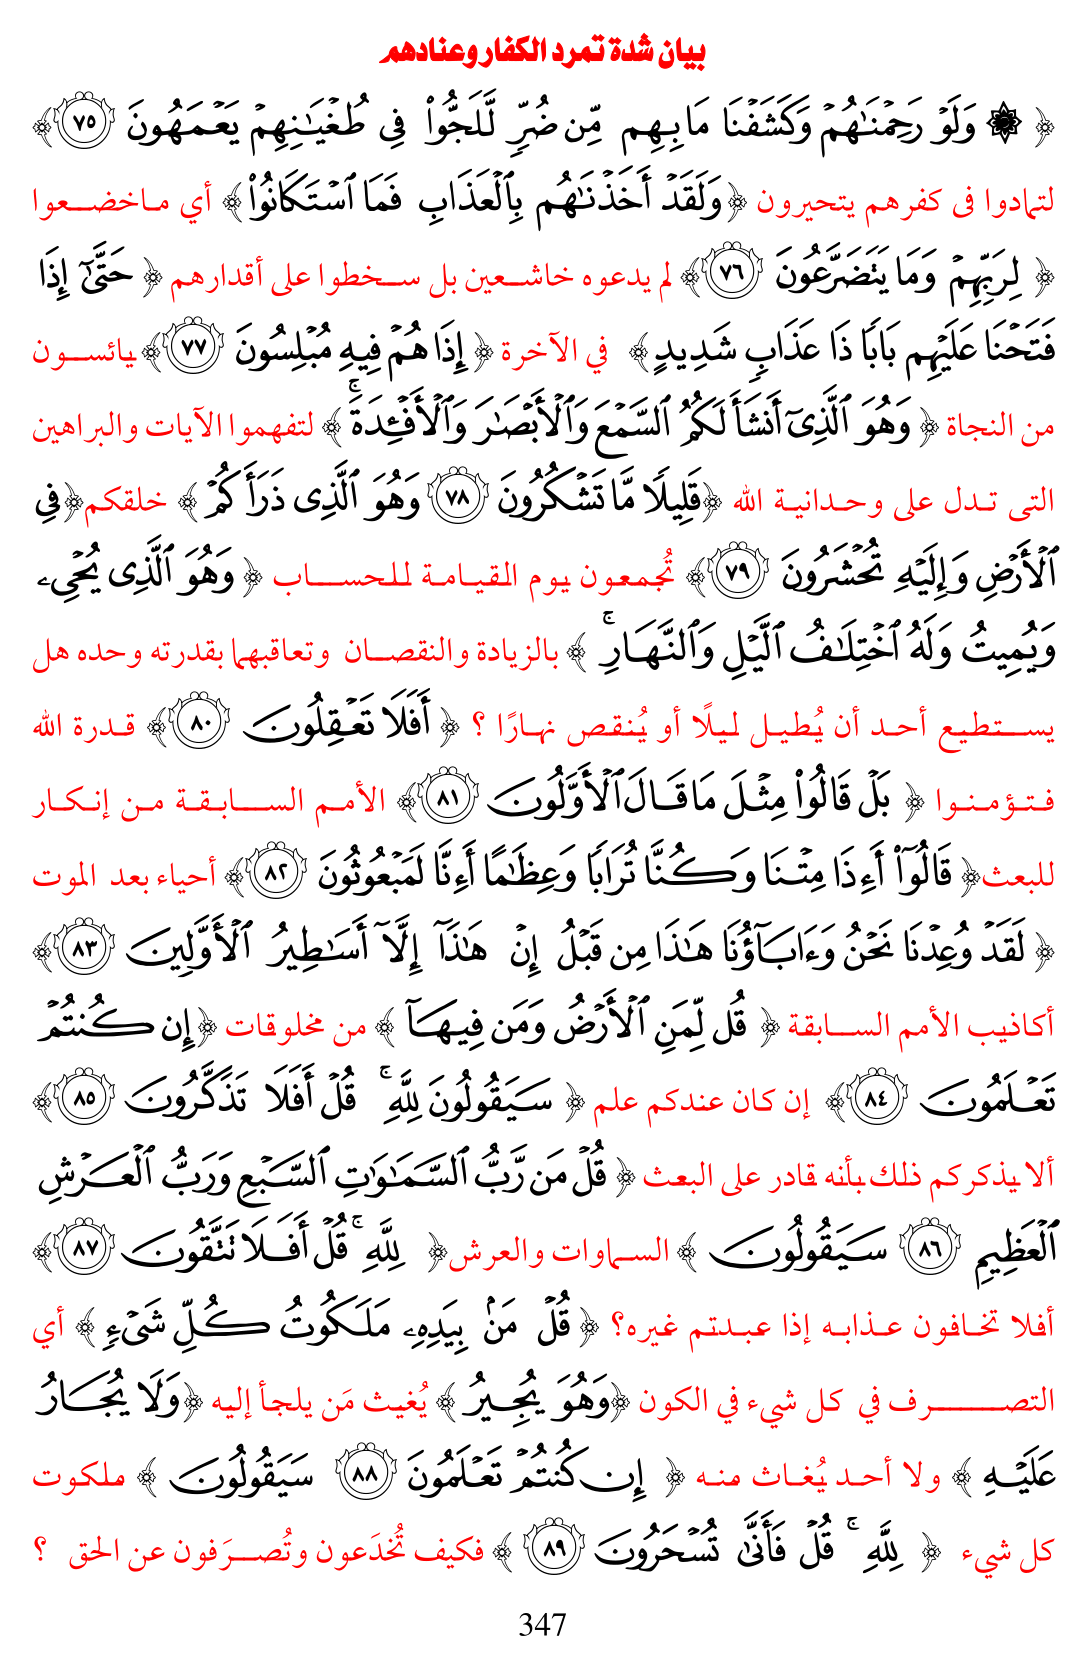 بيان شدة تمرد الكفار وعنادهم
﴿ ۞ وَلَوْ رَحِمْنَٰهُمْ وَكَشَفْنَا مَا بِهِم مِّن ضُرٍّ لَّلَجُّوا۟ فِى طُغْيَٰنِهِمْ يَعْمَهُونَ ٧٥ ﴾
لتمادوا فى كفرهم يتحيرون ﴿وَلَقَدْ أَخَذْنَٰهُم بِٱلْعَذَابِ فَمَا ٱسْتَكَانُوا۟﴾ أي ماخضعوا
﴿ لِرَبِّهِمْ وَمَا يَتَضَرَّعُونَ ٧٦﴾ لم يدعوه خاشعين بل سخطوا على أقدارهم ﴿ حَتَّىٰٓ إِذَا
فَتَحْنَا عَلَيْهِم بَابًا ذَا عَذَابٍ شَدِيدٍ﴾ في الآخرة ﴿ إِذَا هُمْ فِيهِ مُبْلِسُونَ ٧٧﴾يائسون
من النجاة ﴿ وَهُوَ ٱلَّذِىٓ أَنشَأَ لَكُمُ ٱلسَّمْعَ وَٱلْأَبْصَٰرَ وَٱلْأَفْـِٔدَةَ ۚ ﴾ لتفهموا الآيات والبراهين
التى تدل على وحدانية الله ﴿قَلِيلًا مَّا تَشْكُرُونَ ٧٨ وَهُوَ ٱلَّذِى ذَرَأَكُمْ ﴾ خلقكم﴿فِى
ٱلْأَرْضِ وَإِلَيْهِ تُحْشَرُونَ ٧٩﴾ تُجمعون يوم القيامة للحساب ﴿ وَهُوَ ٱلَّذِى يُحْىِۦ
وَيُمِيتُ وَلَهُ ٱخْتِلَٰفُ ٱلَّيْلِ وَٱلنَّهَارِ ۚ ﴾ بالزيادة والنقصان وتعاقبهما بقدرته وحده هل
يستطيع أحد أن يُطيل ليلًا أو يُنقص نهارًا ؟ ﴿ أَفَلَا تَعْقِلُونَ ٨٠ ﴾ قدرة الله
فتؤمنوا ﴿ بَلْ قَالُوا۟ مِثْلَ مَا قَالَ ٱلْأَوَّلُونَ ٨١﴾ الأمم السابقة من إنكار
للبعث﴿ قَالُوٓا۟ أَءِذَا مِتْنَا وَكُنَّا تُرَابًا وَعِظَٰمًا أَءِنَّا لَمَبْعُوثُونَ ٨٢﴾ أحياء بعد الموت
﴿ لَقَدْ وُعِدْنَا نَحْنُ وَءَابَآؤُنَا هَٰذَا مِن قَبْلُ إِنْ هَٰذَآ إِلَّآ أَسَٰطِيرُ ٱلْأَوَّلِينَ ٨٣ ﴾
أكاذيب الأمم السابقة ﴿ قُل لِّمَنِ ٱلْأَرْضُ وَمَن فِيهَآ ﴾ من مخلوقات ﴿إِن كُنتُمْ
تَعْلَمُونَ ٨٤﴾ إن كان عندكم علم ﴿ سَيَقُولُونَ لِلَّهِ ۚ قُلْ أَفَلَا تَذَكَّرُونَ ٨٥ ﴾
ألا يذكركم ذلك بأنه قادر على البعث ﴿ قُلْ مَن رَّبُّ ٱلسَّمَٰوَٰتِ ٱلسَّبْعِ وَرَبُّ ٱلْعَرْشِ
ٱلْعَظِيمِ ٨٦ سَيَقُولُونَ ﴾ السماوات والعرش﴿ لِلَّهِ ۚ قُلْ أَفَلَا تَتَّقُونَ ٨٧ ﴾
أفلا تخافون عذابه إذا عبدتم غيره؟ ﴿ قُلْ مَنۢ بِيَدِهِۦ مَلَكُوتُ كُلِّ شَىْءٍ ﴾ أي
التصرف في كل شيء في الكون ﴿وَهُوَ يُجِيرُ ﴾ يُغيث مَن يلجأ إليه ﴿وَلَا يُجَارُ
عَلَيْهِ ﴾ ولا أحد يُغاث منه ﴿ إِن كُنتُمْ تَعْلَمُونَ ٨٨ سَيَقُولُونَ ﴾ ملكوت
كل شيء ﴿ لِلَّهِ ۚ قُلْ فَأَنَّىٰ تُسْحَرُونَ ٨٩ ﴾ فكيف تُخدَعون وتُصرَفون عن الحق ؟
347